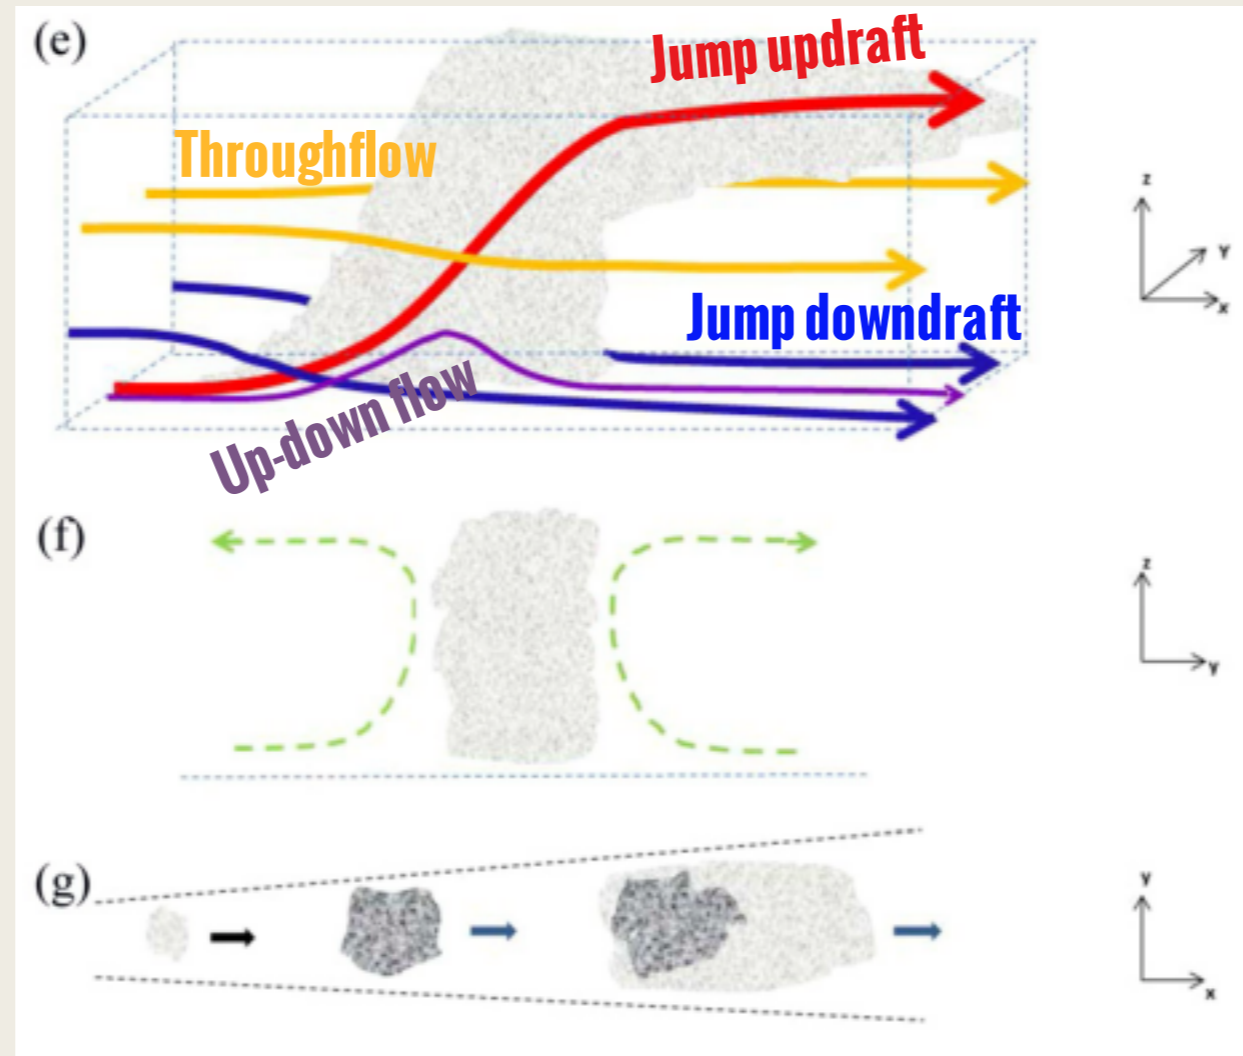 (e)
Jump updraft
Throughflow
z
Y
x
Jump downdraft
Up-down flow
(f)
z
Y
(g)
Y
x